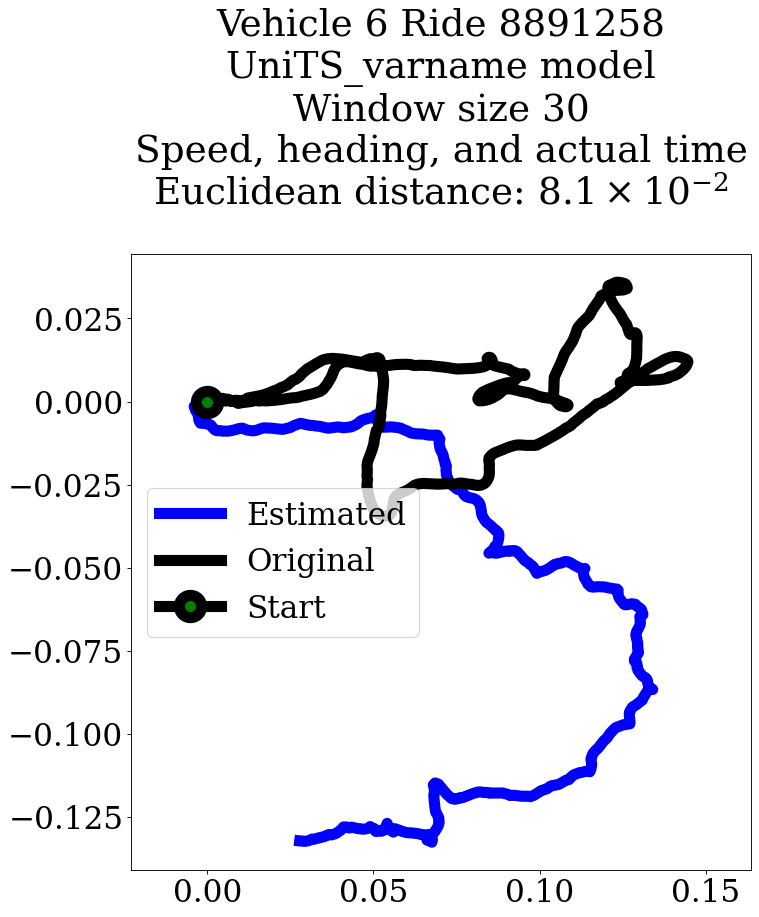 Vehicle 6 Ride 8891258
UniTS_varname model
Window size 30
Speed, heading, and actual time
Euclidean distance: 8.1 × 10⁻²
0.025
0.000
−0.025
−0.050
−0.075
−0.100
−0.125
Estimated
Original
Start
0.00
0.05
0.10
0.15